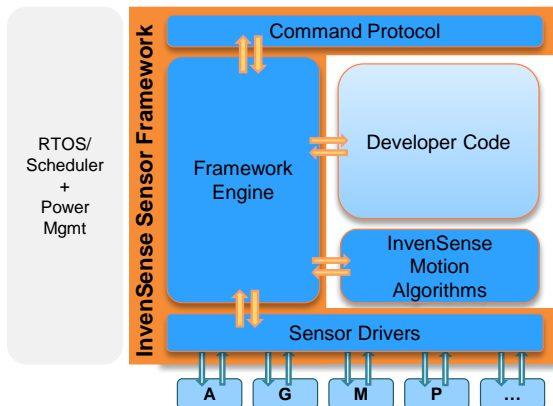 RTOS/
Scheduler
+
Power
Mgmt
InvenSense Sensor Framework
Command Protocol
Framework
Engine
Developer Code
InvenSense
Motion
Algorithms
Sensor Drivers
A
G
M
P
...